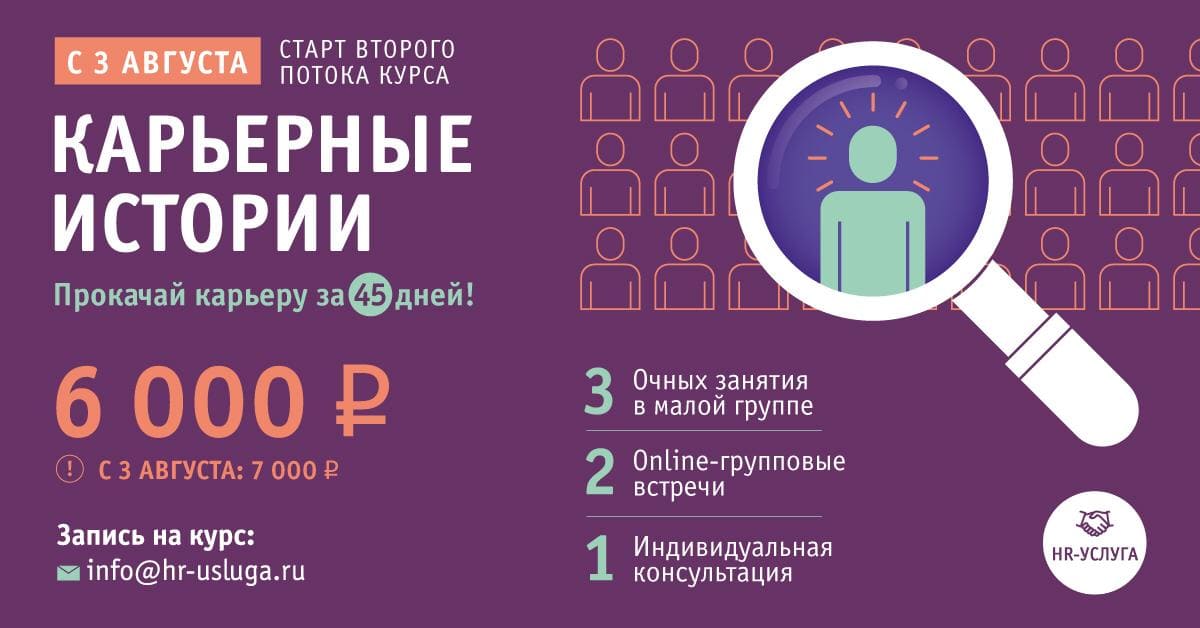 С 3 АВГУСТА
СТАРТ ВТОРОГО
ПОТОКА КУРСА
КАРЬЕРНЫЕ
ИСТОРИИ
Прокачай карьеру за 45 дней!
6 000 ₽
! С 3 АВГУСТА: 7 000 ₽
Запись на курс:
info@hr-usluga.ru
3 Очных занятия
в малой группе
2 Online-групповые
встречи
1 Индивидуальная
консультация
HR-УСЛУГА